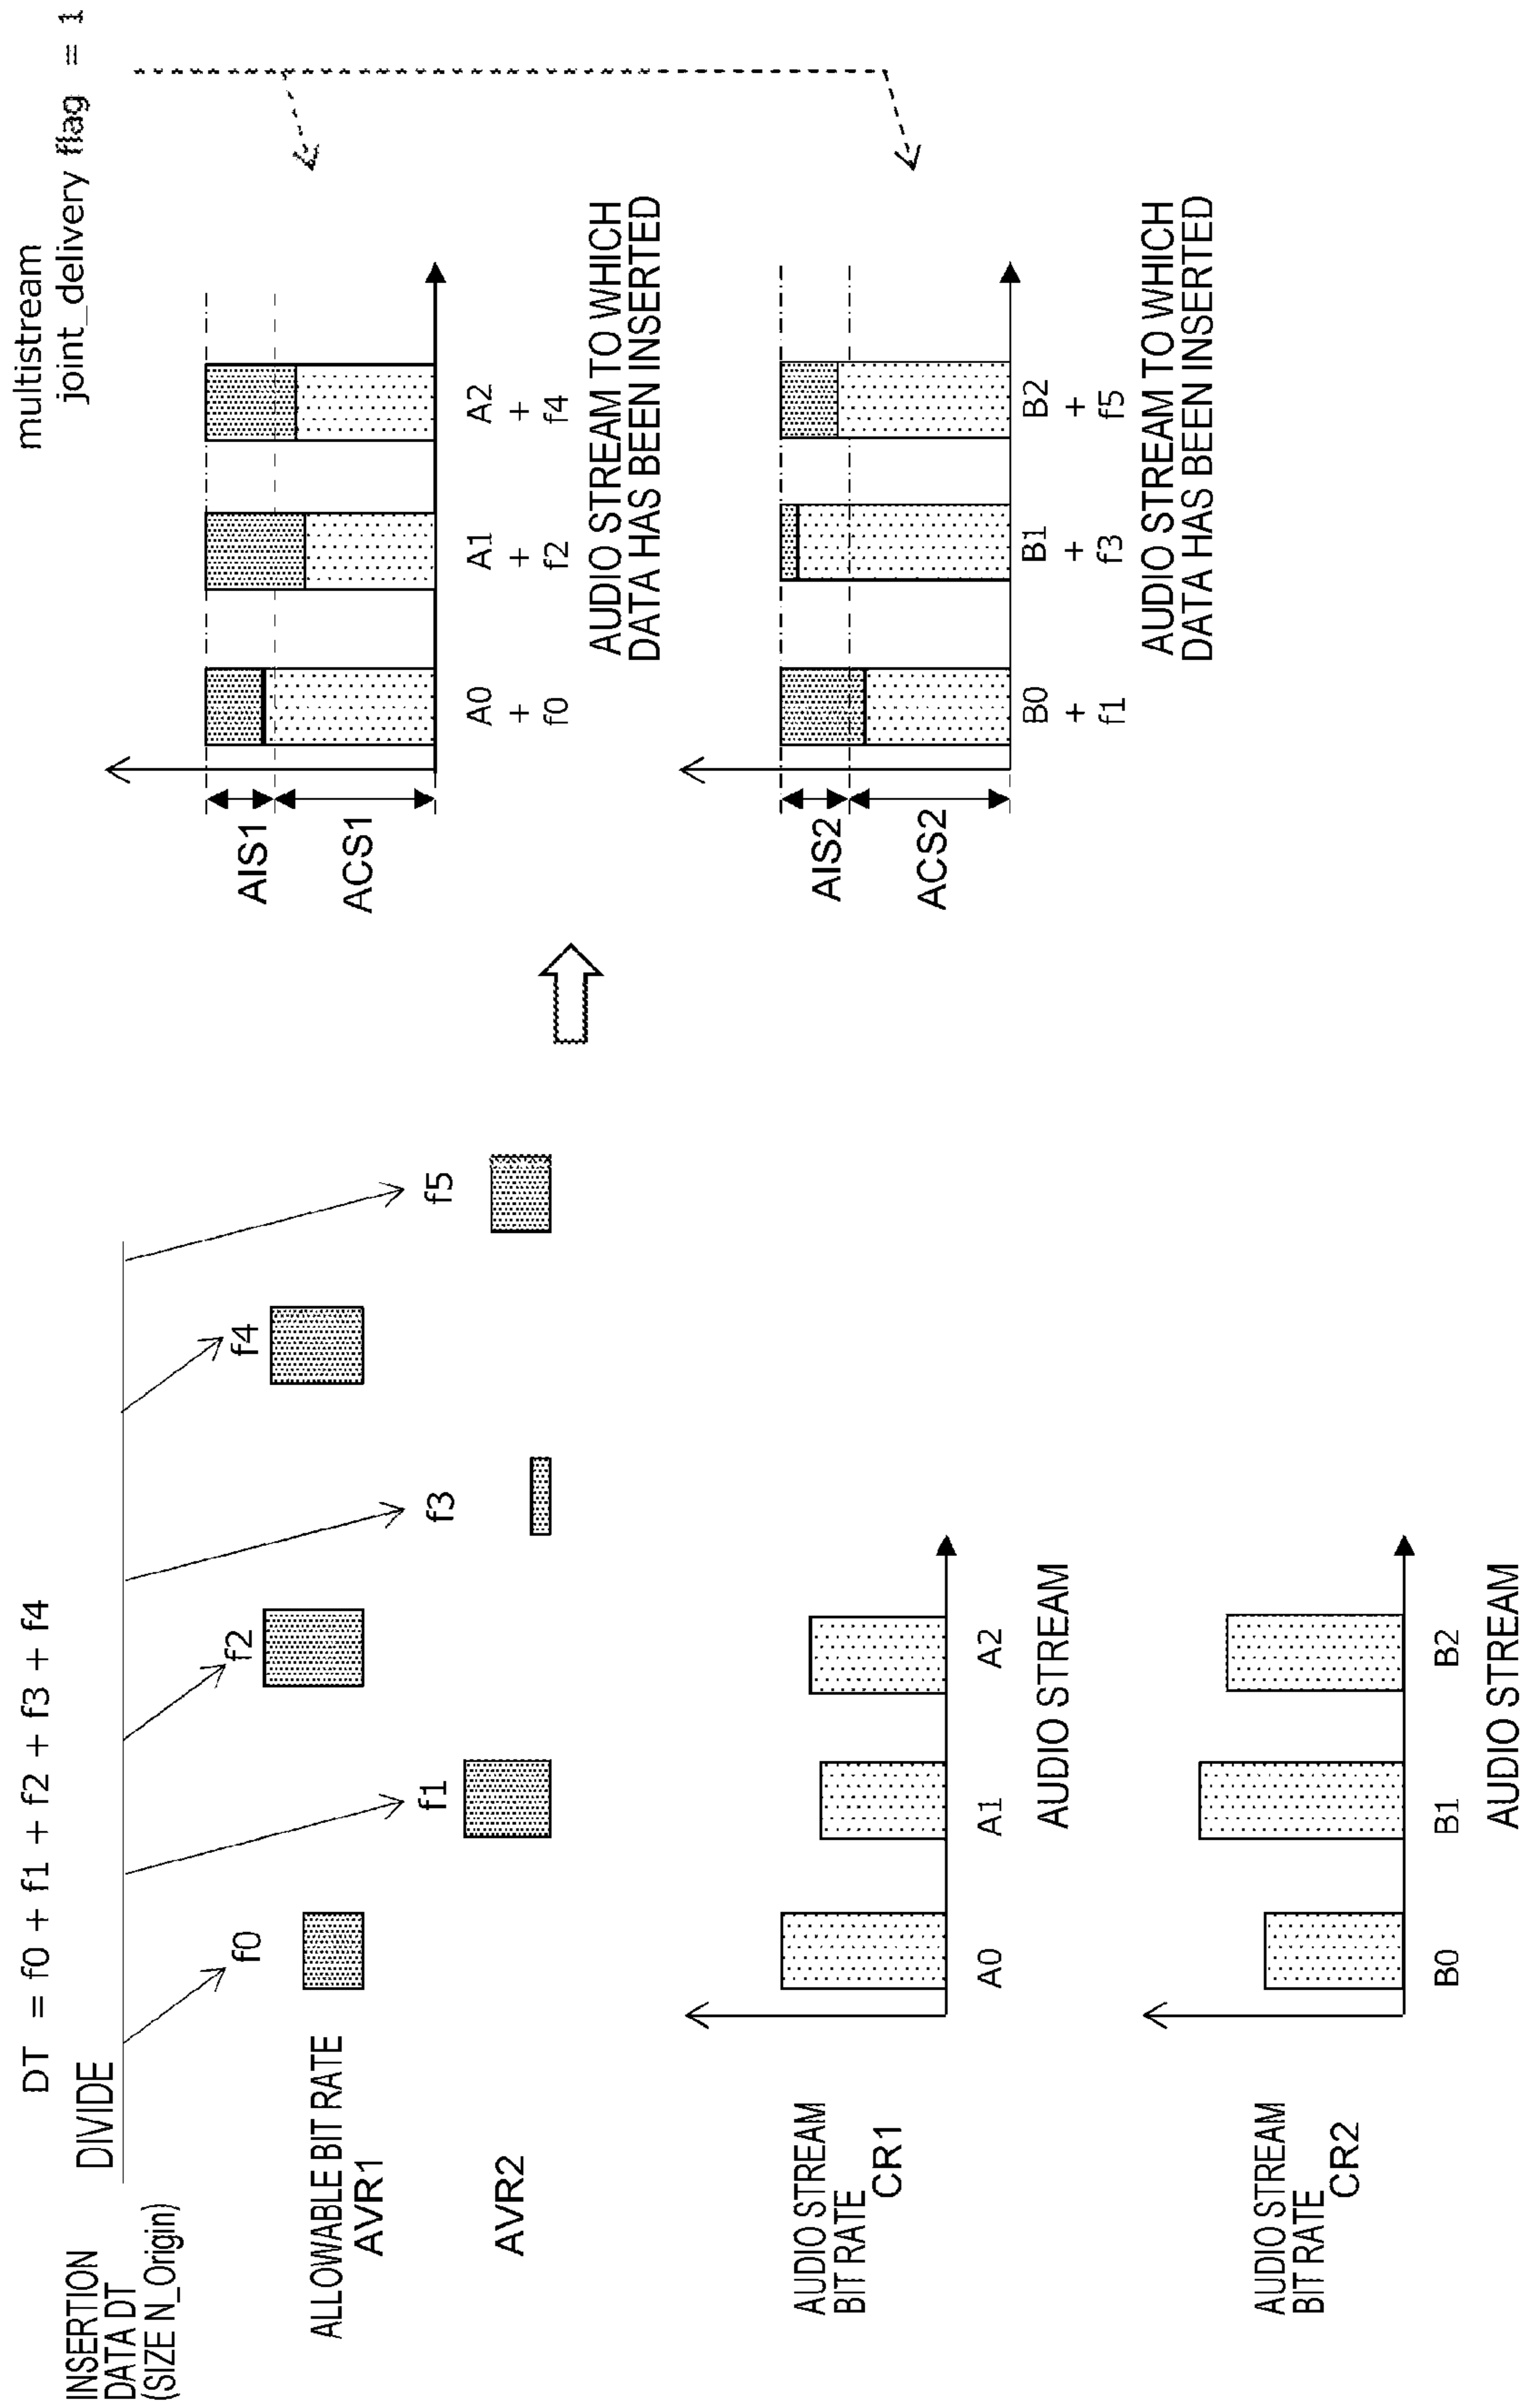 DT = f0 + f1 + f2 + f3 + f4
INSERTION
DATA DT
(SIZE N_Origin)
DIVIDE
ALLOWABLE BIT RATE
AVR1
f0
f2
f4
AVR2
f1
f3
f5
AUDIO STREAM
BIT RATE
CR1
A0
A1
A2
AUDIO STREAM
AUDIO STREAM
BIT RATE
CR2
B0
B1
B2
AUDIO STREAM
multistream
joint_delivery flag = 1
AIS1
ACS1
A0
+
f0
A1
+
f2
A2
+
f4
AUDIO STREAM TO WHICH
DATA HAS BEEN INSERTED
AIS2
ACS2
B0
+
f1
B1
+
f3
B2
+
f5
AUDIO STREAM TO WHICH
DATA HAS BEEN INSERTED